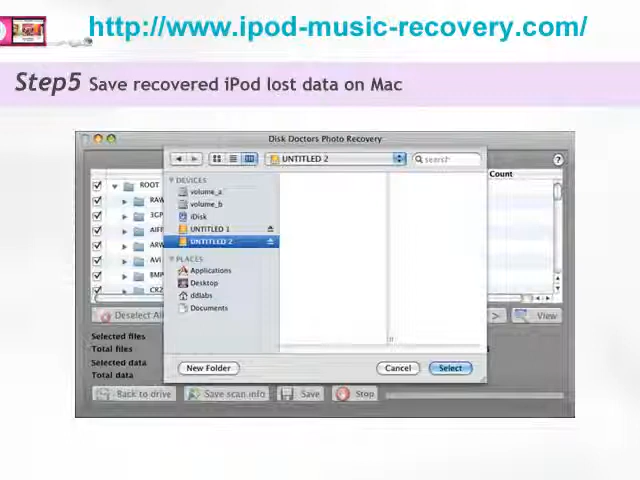 http://www.ipod-music-recovery.com/
Step5 Save recovered iPod lost data on Mac
Disk Doctors Photo Recovery
UNTITLED 2
search
Count
DEVICES
volume_a
volume_b
iDisk
UNTITLED 1
UNTITLED 2
PLACES
Applications
Desktop
ddlabs
Documents
ROOT
RAW
3GP
AIFF
ARW
AVI
BMP
CR2
Deselect All
View
Selected files
Total files
Selected data
Total data
New Folder
Cancel
Select
Back to drive
Save scan info
Save
Stop